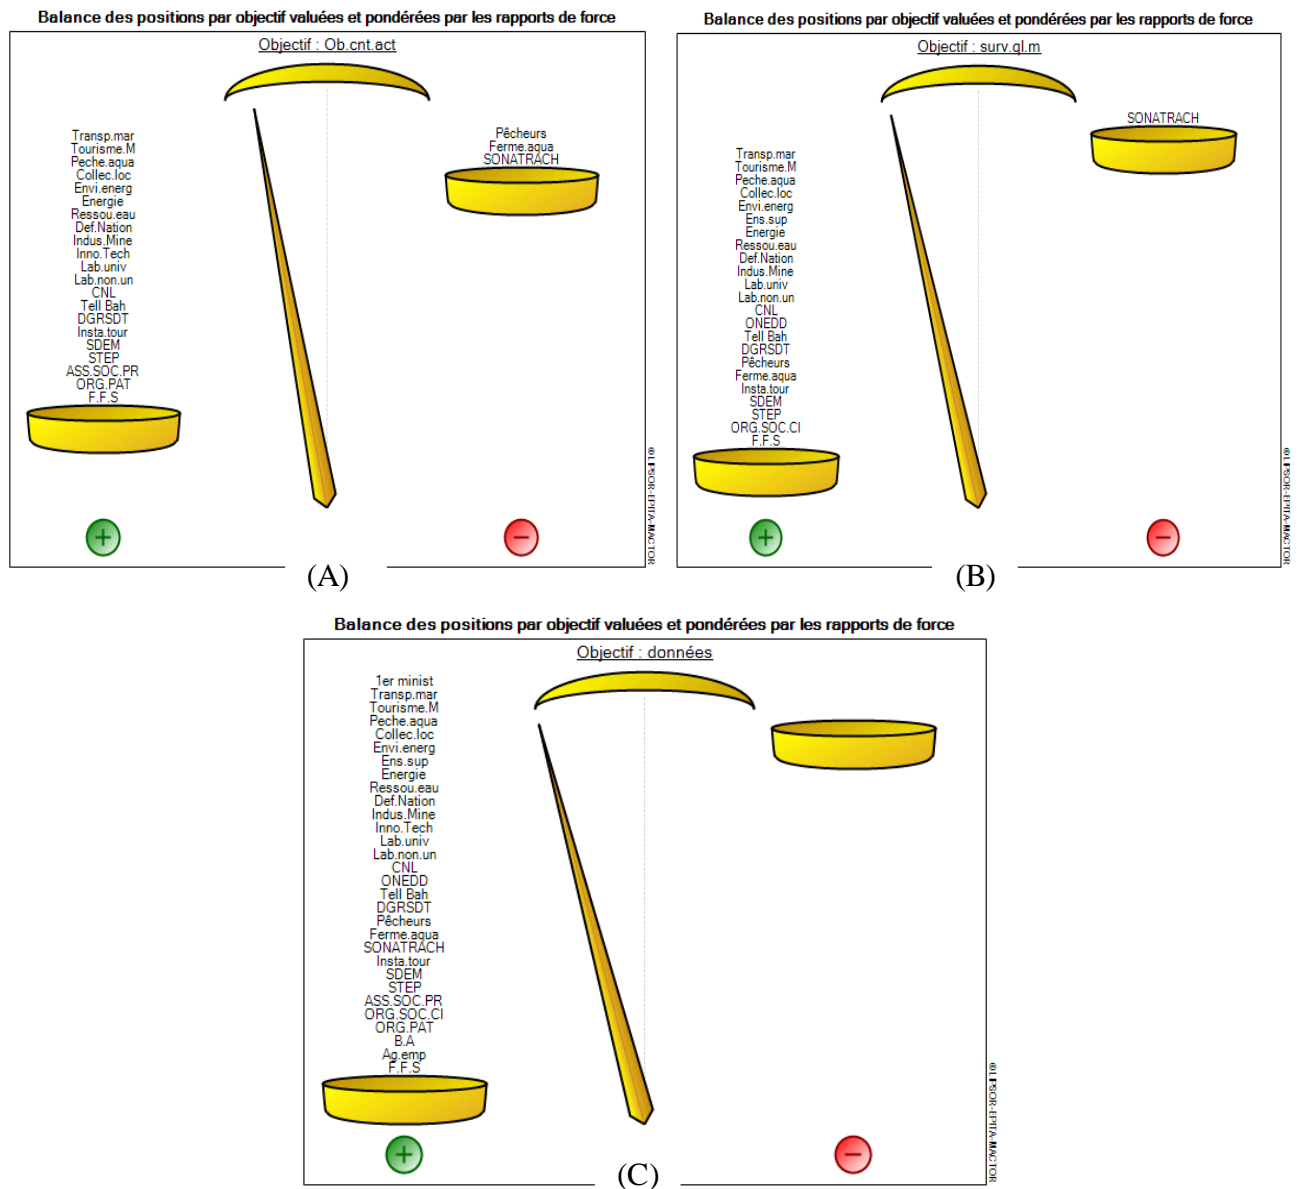 Balance des positions par objectif valuées et pondérées par les rapports de force
Objectif : Ob.cnt.act
Transp.mar
Tourisme.M
Peche.aqua
Collec.loc
Envi.energ
Energie
Ressou.eau
Def.Nation
Indus.Mine
Inno.Tech
Lab.univ
Lab.non.un
CNL
Tell Bah
DGRSDT
Insta.tour
SDEM
STEP
ASS.SOC.PR
ORG.PAT
F.F.S
Pêcheurs
Ferme.aqua
SONATRACH
+
−
©LIPSOR-EPITA-MACTOR
(A)
Balance des positions par objectif valuées et pondérées par les rapports de force
Objectif : surv.ql.m
Transp.mar
Tourisme.M
Peche.aqua
Collec.loc
Envi.energ
Ens.sup
Energie
Ressou.eau
Def.Nation
Indus.Mine
Lab.univ
Lab.non.un
CNL
ONEDD
Tell Bah
DGRSDT
Pêcheurs
Ferme.aqua
Insta.tour
SDEM
STEP
ORG.SOC.CI
F.F.S
SONATRACH
+
−
©LIPSOR-EPITA-MACTOR
(B)
Balance des positions par objectif valuées et pondérées par les rapports de force
Objectif : données
1er minist
Transp.mar
Tourisme.M
Peche.aqua
Collec.loc
Envi.energ
Ens.sup
Energie
Ressou.eau
Def.Nation
Indus.Mine
Inno.Tech
Lab.univ
Lab.non.un
CNL
ONEDD
Tell Bah
DGRSDT
Pêcheurs
Ferme.aqua
SONATRACH
Insta.tour
SDEM
STEP
ASS.SOC.PR
ORG.SOC.CI
ORG.PAT
B.A
Ag.emp
F.F.S
+
−
©LIPSOR-EPITA-MACTOR
(C)